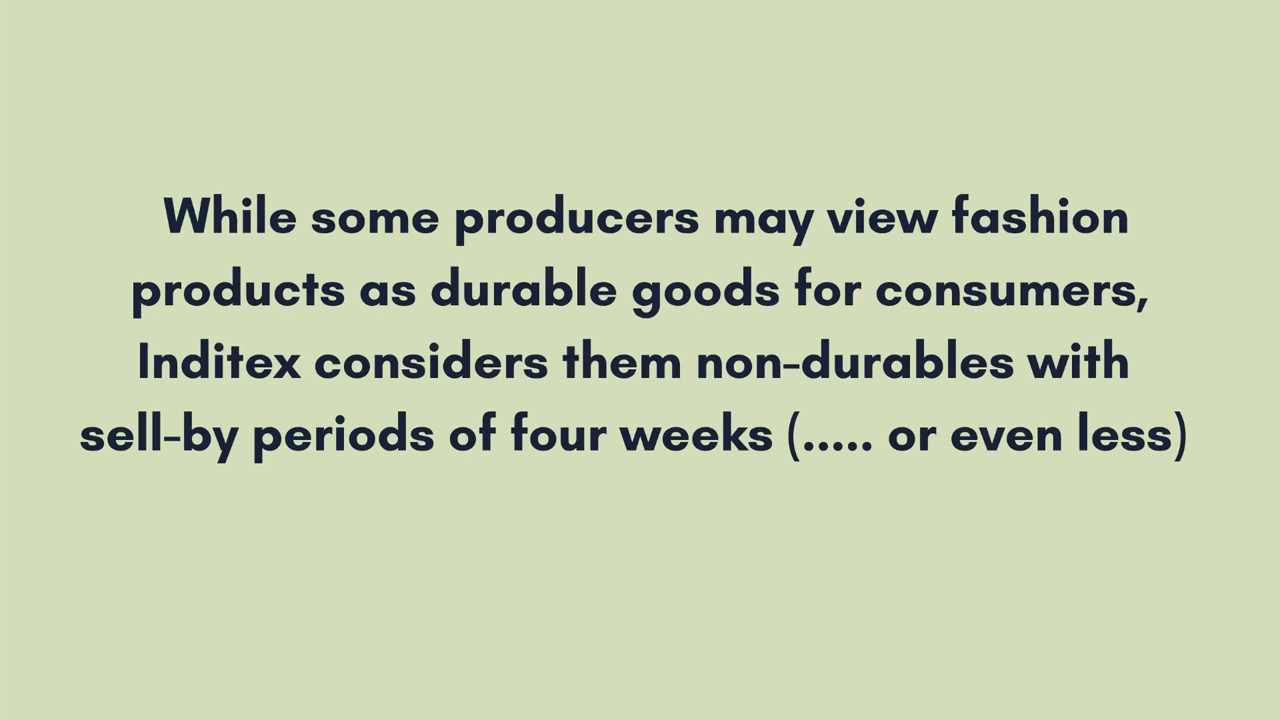 While some producers may view fashion
products as durable goods for consumers,
Inditex considers them non-durables with
sell-by periods of four weeks (..... or even less)